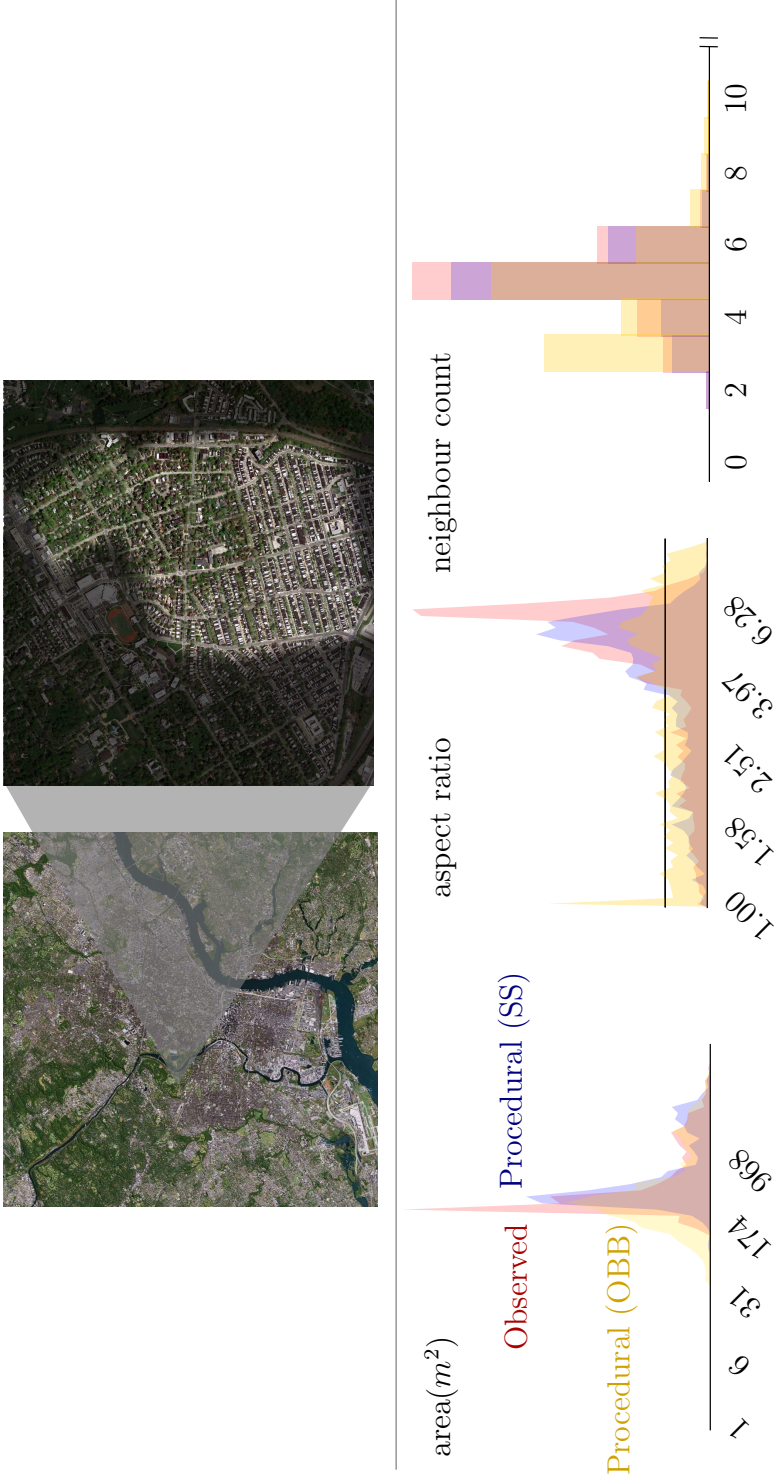 area(m²)
Observed
Procedural (SS)
Procedural (OBB)
1
6
31
174
968
aspect ratio
1.00
1.58
2.51
3.97
6.28
neighbour count
0
2
4
6
8
10